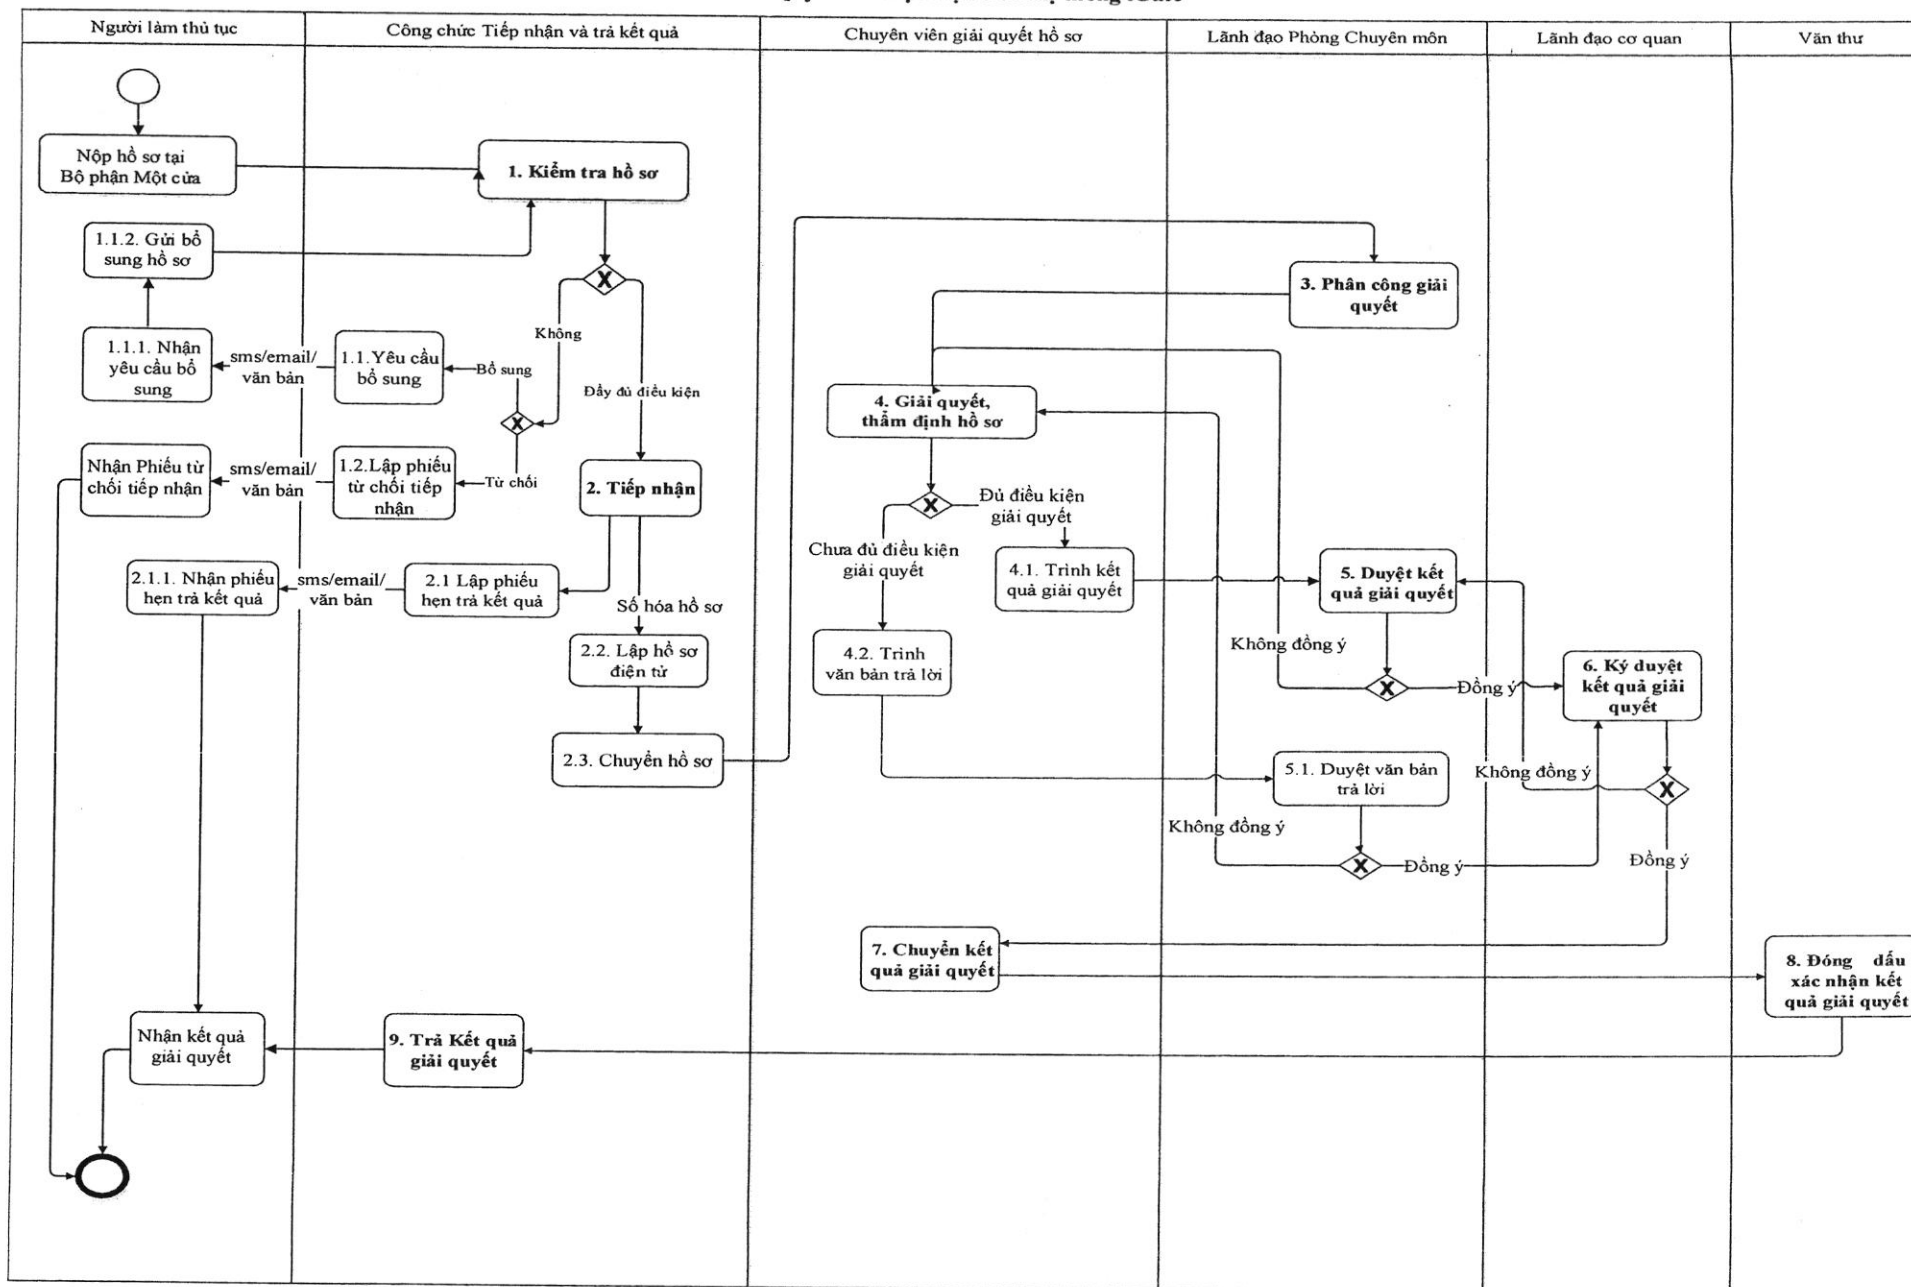 Người làm thủ tục
Công chức Tiếp nhận và trả kết quả
Chuyên viên giải quyết hồ sơ
Lãnh đạo Phòng Chuyên môn
Lãnh đạo cơ quan
Văn thư
Nộp hồ sơ tại
Bộ phận Một cửa
1. Kiểm tra hồ sơ
1.1.2. Gửi bổ
sung hồ sơ
X
3. Phân công giải
quyết
Không
1.1.1. Nhận
yêu cầu bổ
sung
sms/email/
văn bản
1.1.Yêu cầu
bổ sung
Bổ sung
Đầy đủ điều kiện
X
4. Giải quyết,
thẩm định hồ sơ
Nhận Phiếu từ
chối tiếp nhận
sms/email/
văn bản
1.2.Lập phiếu
từ chối tiếp
nhận
Từ chối
2. Tiếp nhận
X
Đủ điều kiện
giải quyết
Chưa đủ điều kiện
giải quyết
2.1.1. Nhận phiếu
hẹn trả kết quả
sms/email/
văn bản
2.1 Lập phiếu
hẹn trả kết quả
4.1. Trình kết
quả giải quyết
5. Duyệt kết
quả giải quyết
Số hóa hồ sơ
2.2. Lập hồ sơ
điện tử
4.2. Trình
văn bản trả lời
Không đồng ý
X
Đồng ý
6. Ký duyệt
kết quả giải
quyết
2.3. Chuyển hồ sơ
5.1. Duyệt văn bản
trả lời
Không đồng ý
X
Không đồng ý
X
Đồng ý
Đồng ý
7. Chuyển kết
quả giải quyết
8. Đóng dấu
xác nhận kết
quả giải quyết
Nhận kết quả
giải quyết
9. Trả Kết quả
giải quyết